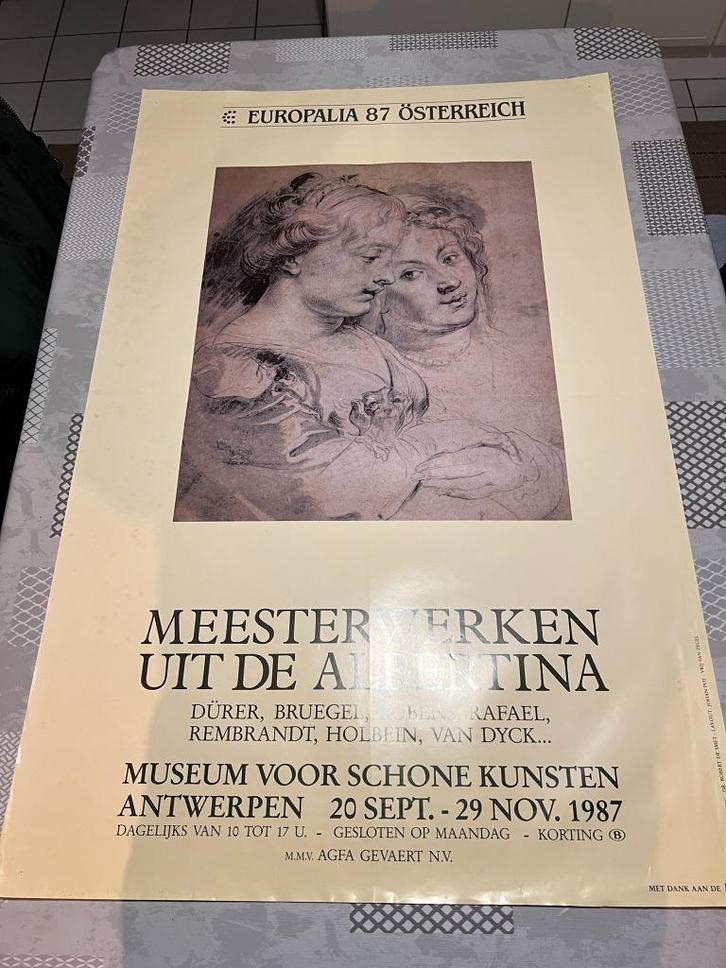 EUROPALIA 87 ÖSTERREICH
MEESTERWERKEN
UIT DE ALBERTINA
DÜRER, BRUEGEL, RUBENS, RAFAEL,
REMBRANDT, HOLBEIN, VAN DYCK...
MUSEUM VOOR SCHONE KUNSTEN
ANTWERPEN 20 SEPT. - 29 NOV. 1987
DAGELIJKS VAN 10 TOT 17 U. - GESLOTEN OP MAANDAG - KORTING B
M.M.V. AGFA GEVAERT N.V.
MET DANK AAN DE